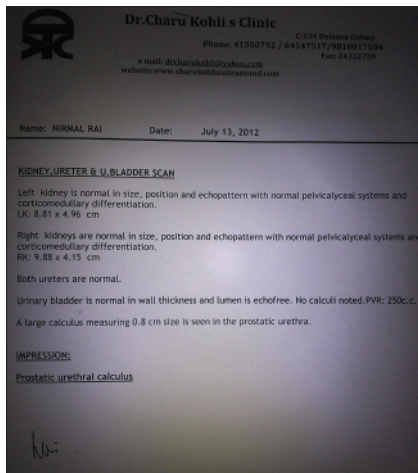 Dr.Charu Kohli s Clinic
C-234 Defence Colony
Phone: 41550792 / 64547517/9810017504
Fax: 24332759
e mail: drcharukohli@yahoo.com
website:www.charukohliultrasound.com
Name: NIRMAL RAI Date: July 13, 2012
KIDNEY,URETER & U.BLADDER SCAN
Left kidney is normal in size, position and echopattern with normal pelvicalyceal systems and
corticomedullary differentiation.
LK: 8.81 x 4.96 cm
Right kidneys are normal in size, position and echopattern with normal pelvicalyceal systems and
corticomedullary differentiation.
RK: 9.88 x 4.15 cm
Both ureters are normal.
Urinary bladder is normal in wall thickness and lumen is echofree. No calculi noted.PVR: 250c.c.
A large calculus measuring 0.8 cm size is seen in the prostatic urethra.
IMPRESSION:
Prostatic urethral calculus